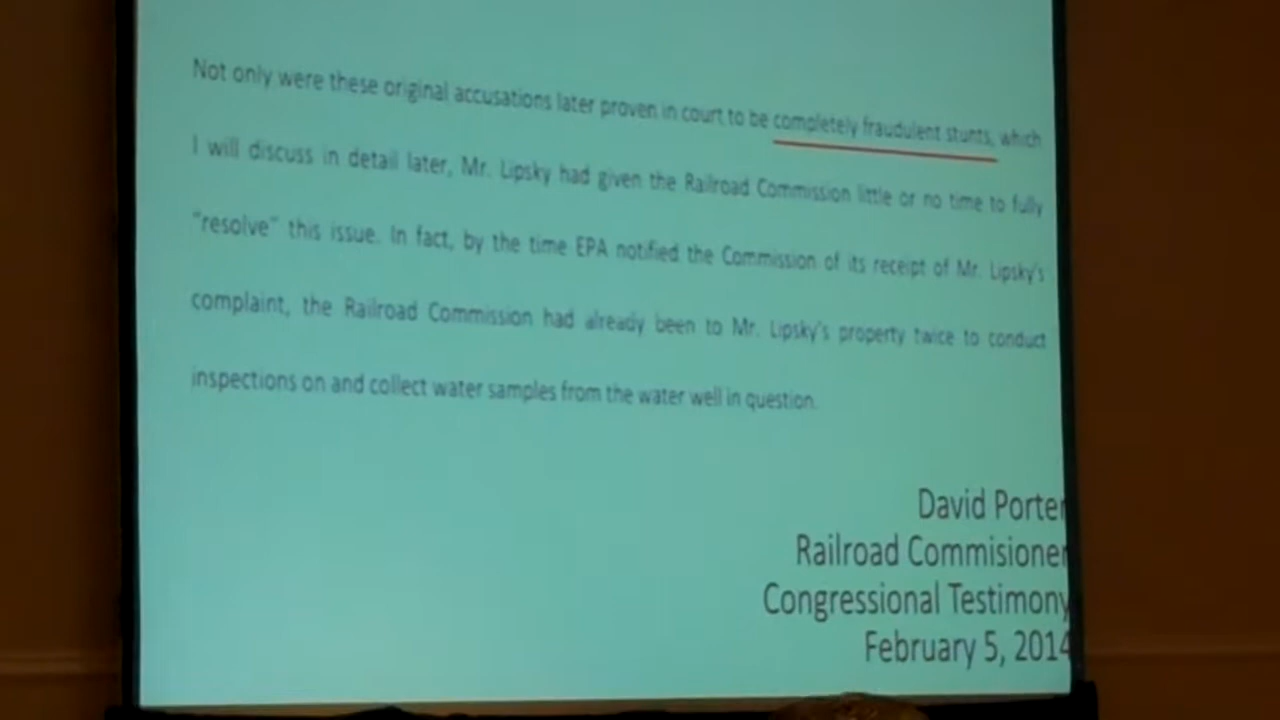 Not only were these original accusations later proven in court to be completely fraudulent stunts, which
I will discuss in detail later, Mr. Lipsky had given the Railroad Commission little or no time to fully
"resolve" this issue. In fact, by the time EPA notified the Commission of its receipt of Mr. Lipsky's
complaint, the Railroad Commission had already been to Mr. Lipsky's property twice to conduct
inspections on and collect water samples from the water well in question.
David Porter
Railroad Commisioner
Congressional Testimony
February 5, 2014